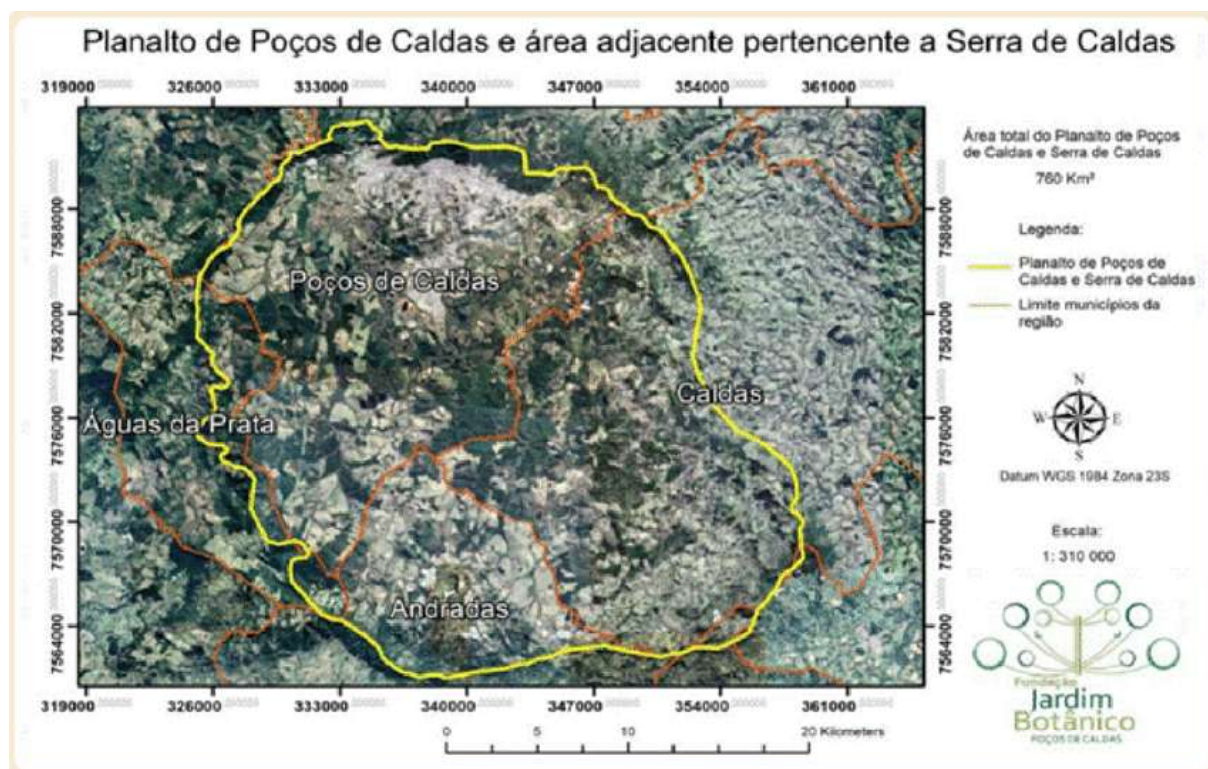 Planalto de Poços de Caldas e área adjacente pertencente a Serra de Caldas
319000 326000 333000 340000 347000 354000 361000
Área total do Planalto de Poços
de Caldas e Serra de Caldas
760 Km²
7588000
7588000
Legenda:
Planalto de Poços de
Caldas e Serra de Caldas
Poços de Caldas
Limite municípios da
região
7582000
7582000
Caldas
Águas da Prata
7576000
7576000
N
W E
S
Datum WGS 1984 Zona 23S
7570000
7570000
Escala:
1: 310 000
Andradas
7564000
7564000
319000 326000 333000 340000 347000 354000 361000
0 5 10 20 Kilometers
Fundação
Jardim
Botânico
POÇOS DE CALDAS